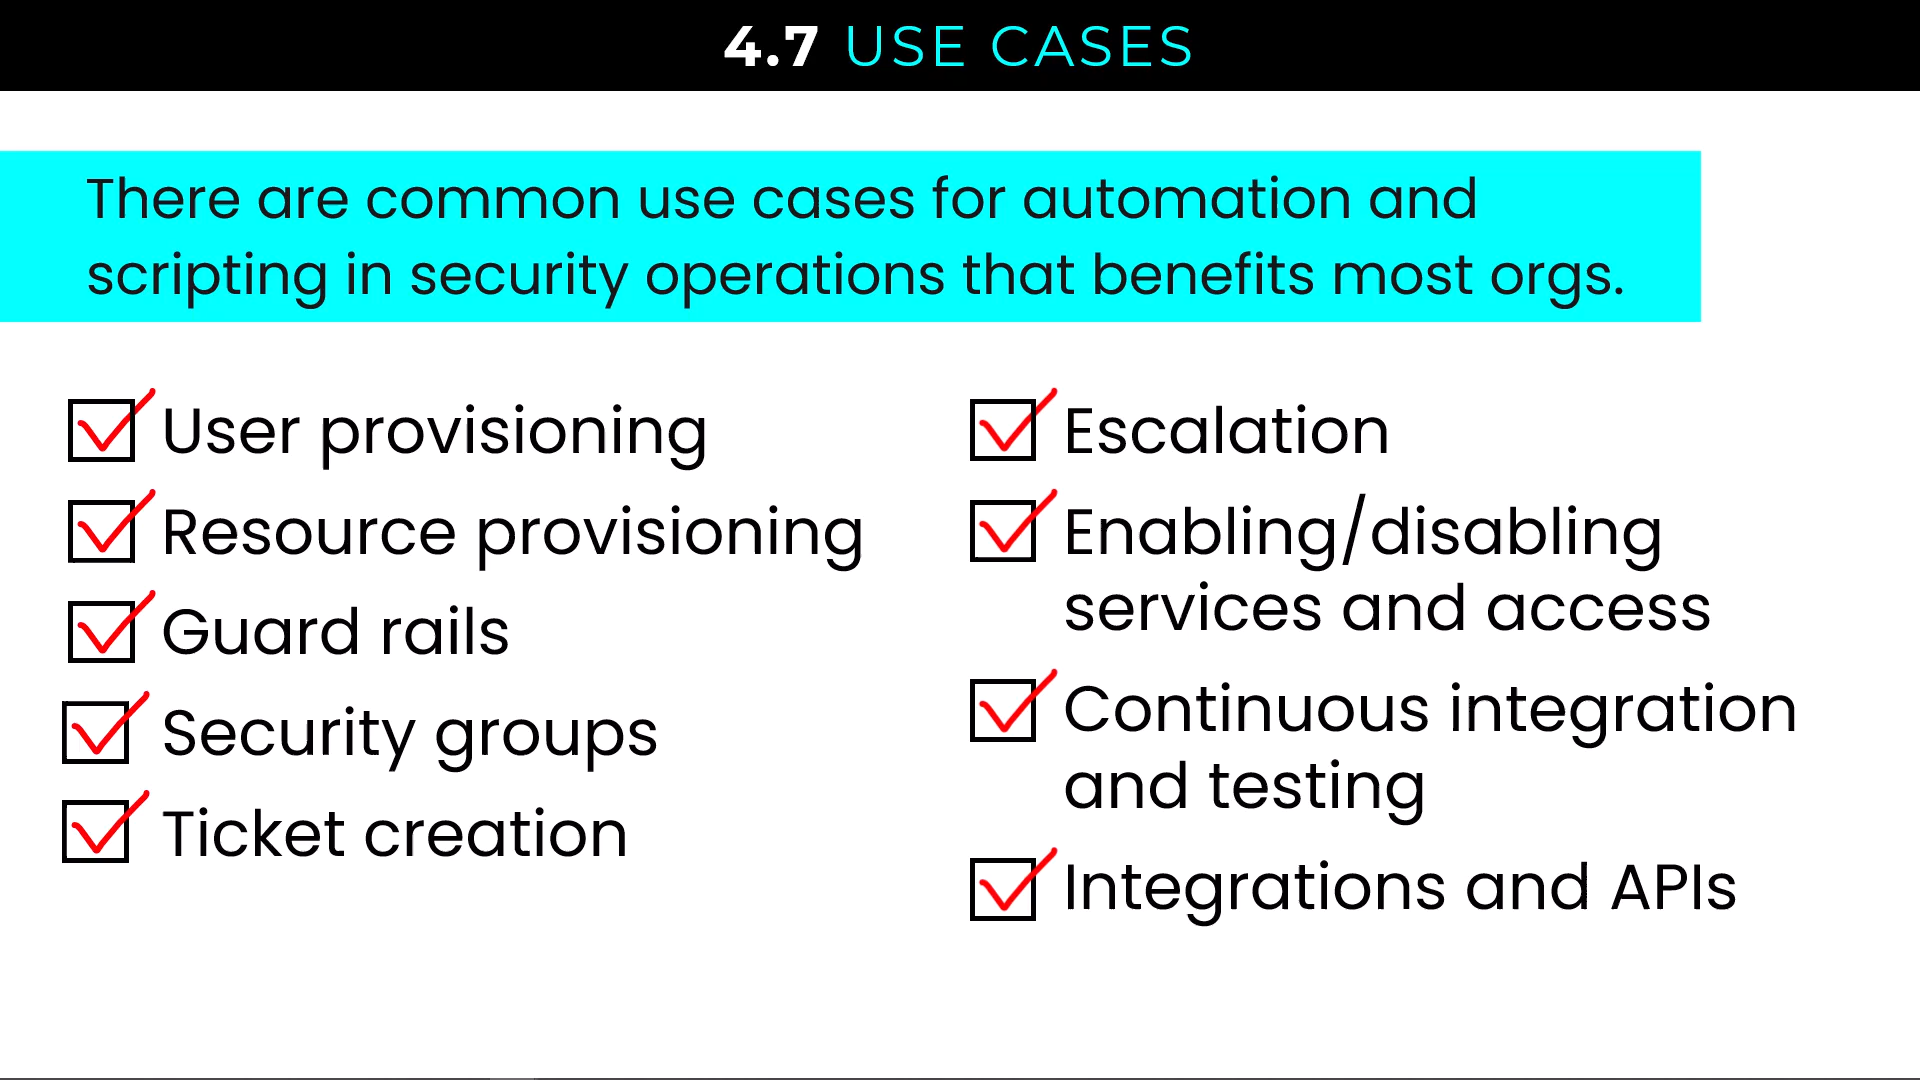 4.7 USE CASES
There are common use cases for automation and
scripting in security operations that benefits most orgs.
User provisioning
Resource provisioning
Guard rails
Security groups
Ticket creation
Escalation
Enabling/disabling
services and access
Continuous integration
and testing
Integrations and APIs